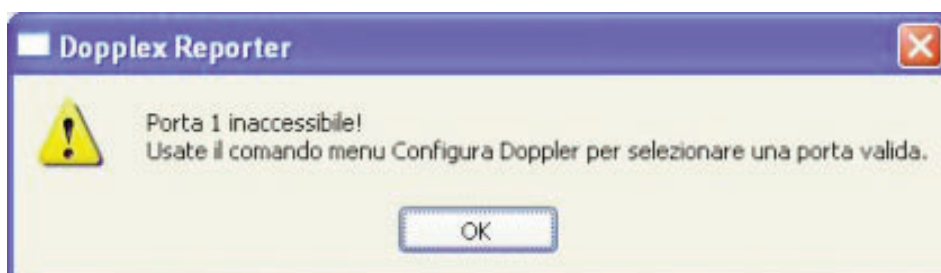 Dopplex Reporter
Porta 1 inaccessibile!
Usate il comando menu Configura Doppler per selezionare una porta valida.
OK